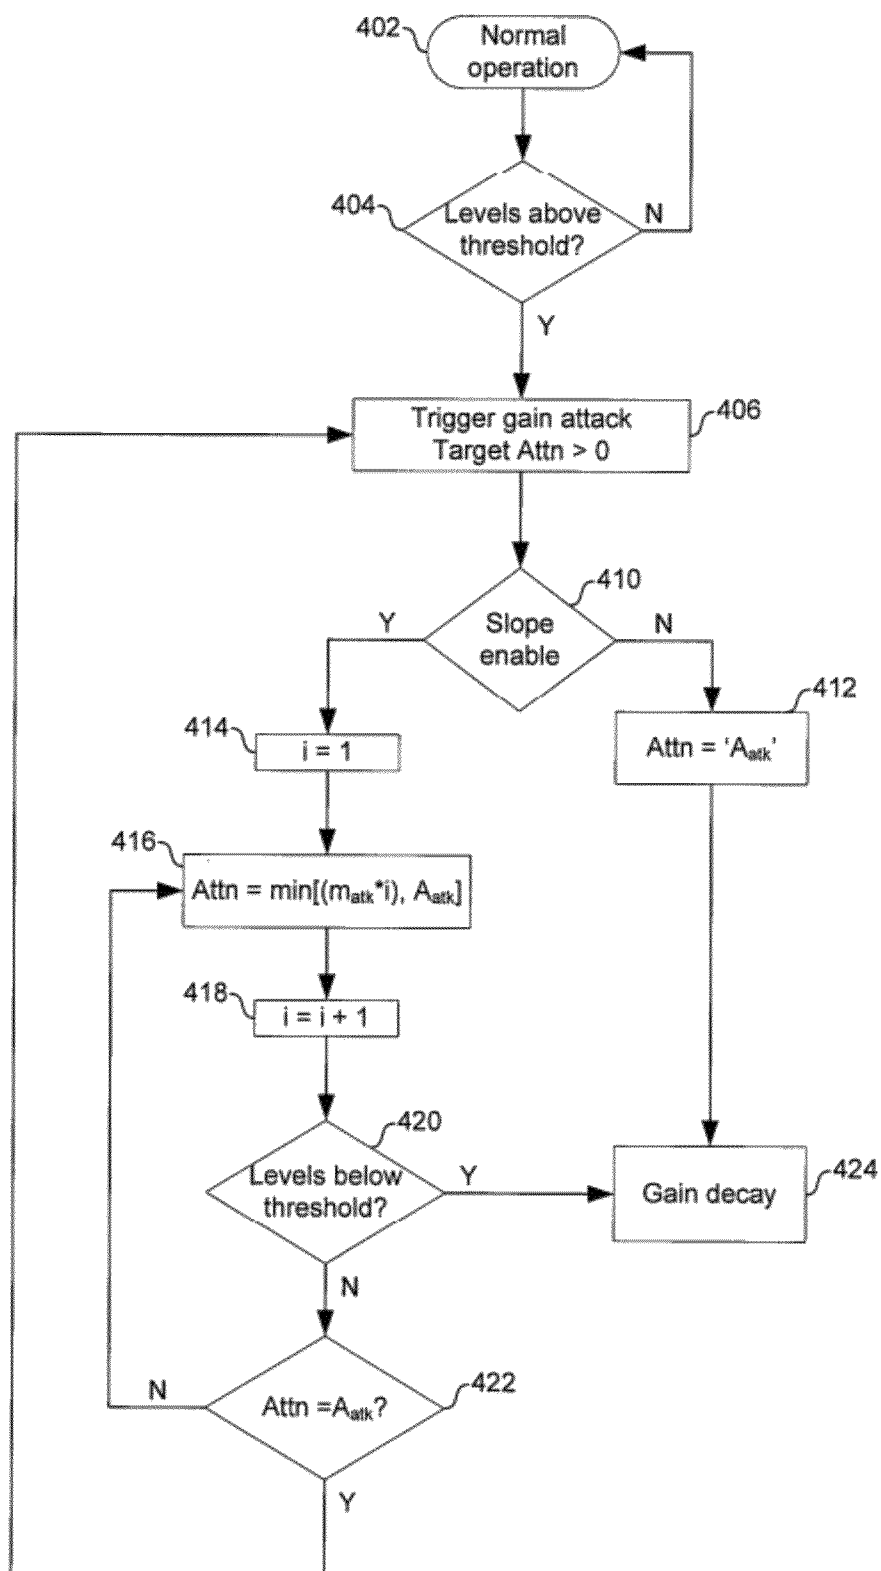 402
Normal
operation
404
Levels above
threshold?
N
Y
Trigger gain attack
Target Attn > 0
406
410
Slope
enable
Y
N
412
Attn = ‘Aatk’
414
i = 1
416
Attn = min[(matk*i), Aatk]
418
i = i + 1
420
Levels below
threshold?
Y
Gain decay
424
N
422
Attn =Aatk?
N
Y